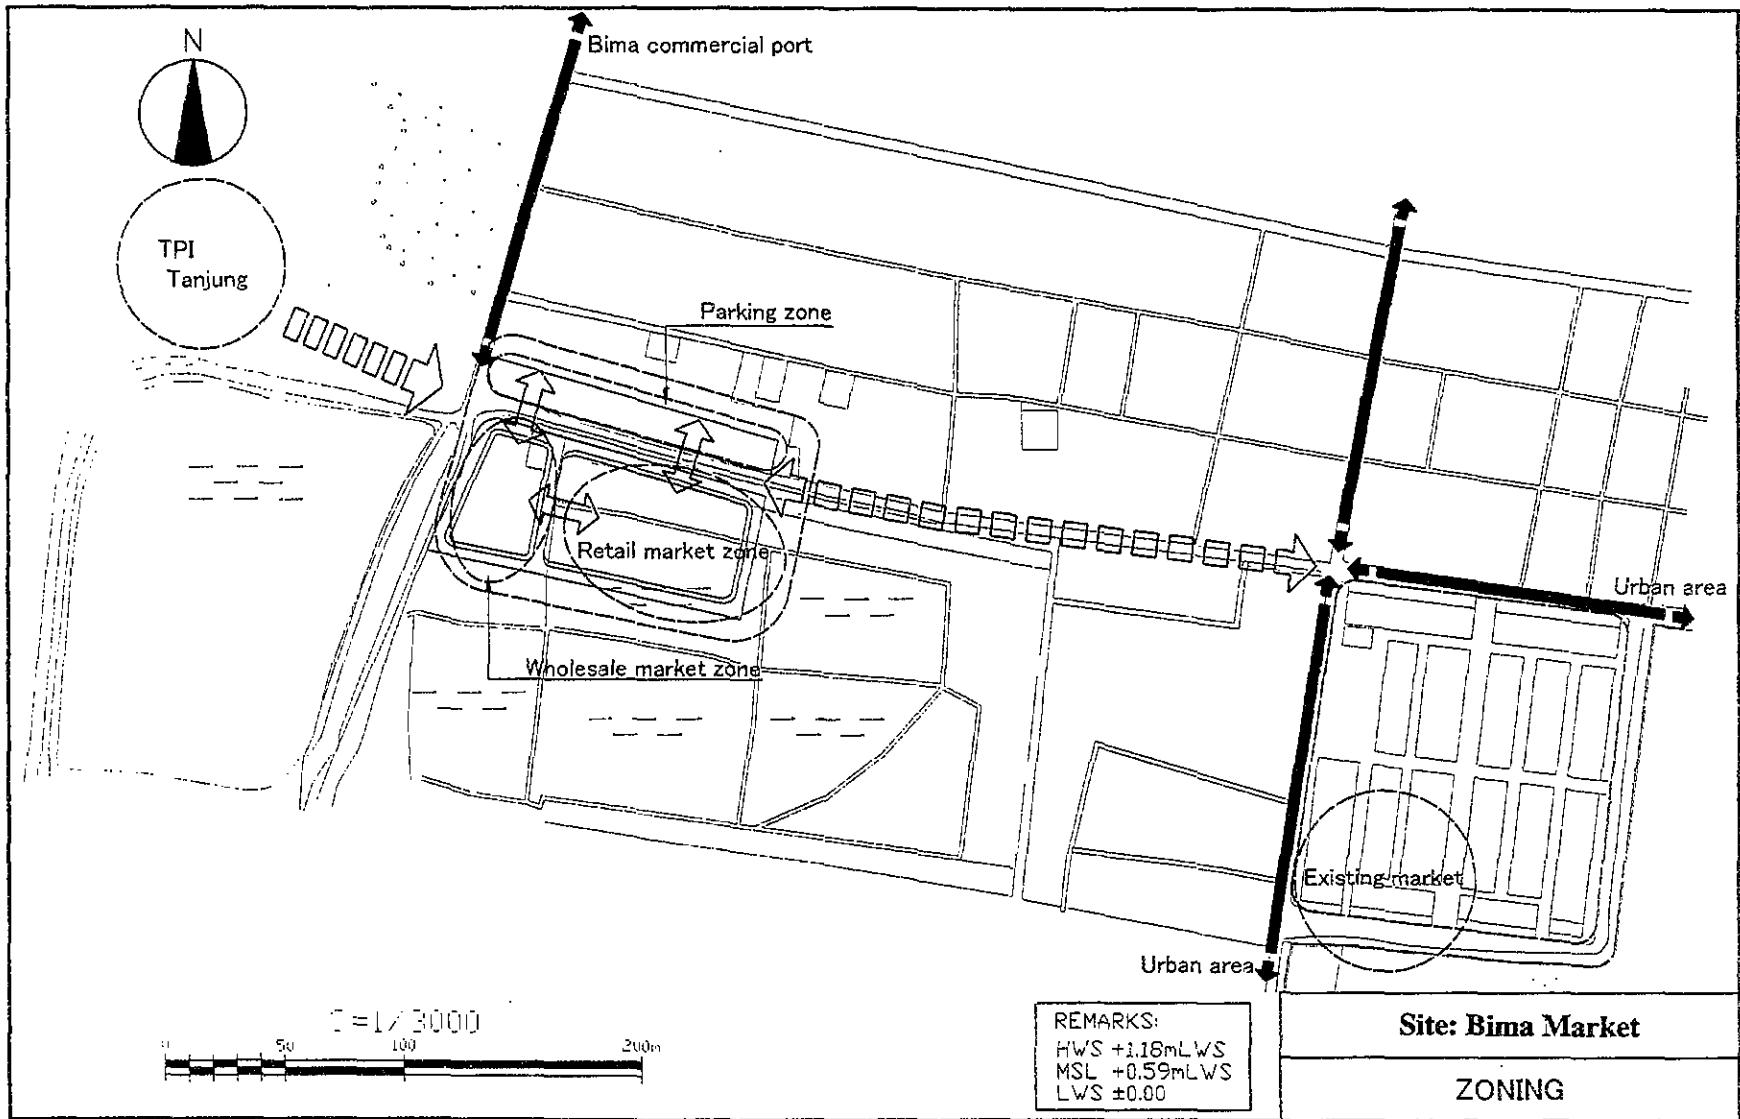 N
Bima commercial port
TPI
Tanjung
Parking zone
Retail market zone
Urban area
Wholesale market zone
Existing market
Urban area
=1/3000
50
100
200m
REMARKS:
HWS +1.18mLWS
MSL +0.59mLWS
LWS ±0.00
Site: Bima Market
ZONING